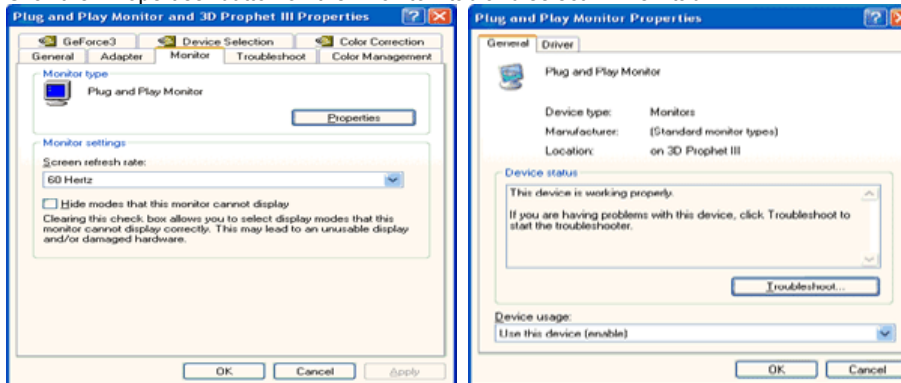 Plug and Play Monitor and 3D Prophet III Properties
GeForce3 Device Selection Color Correction
General Adapter Monitor Troubleshoot Color Management
Monitor type
Plug and Play Monitor
Properties
Monitor settings
Screen refresh rate:
60 Hertz
Hide modes that this monitor cannot display
Clearing this check box allows you to select display modes that this
monitor cannot display correctly. This may lead to an unusable display
and/or damaged hardware.
OK Cancel Apply
Plug and Play Monitor Properties
General Driver
Plug and Play Monitor
Device type: Monitors
Manufacturer: (Standard monitor types)
Location: on 3D Prophet III
Device status
This device is working properly.
If you are having problems with this device, click Troubleshoot to
start the troubleshooter.
Troubleshoot...
Device usage:
Use this device (enable)
OK Cancel